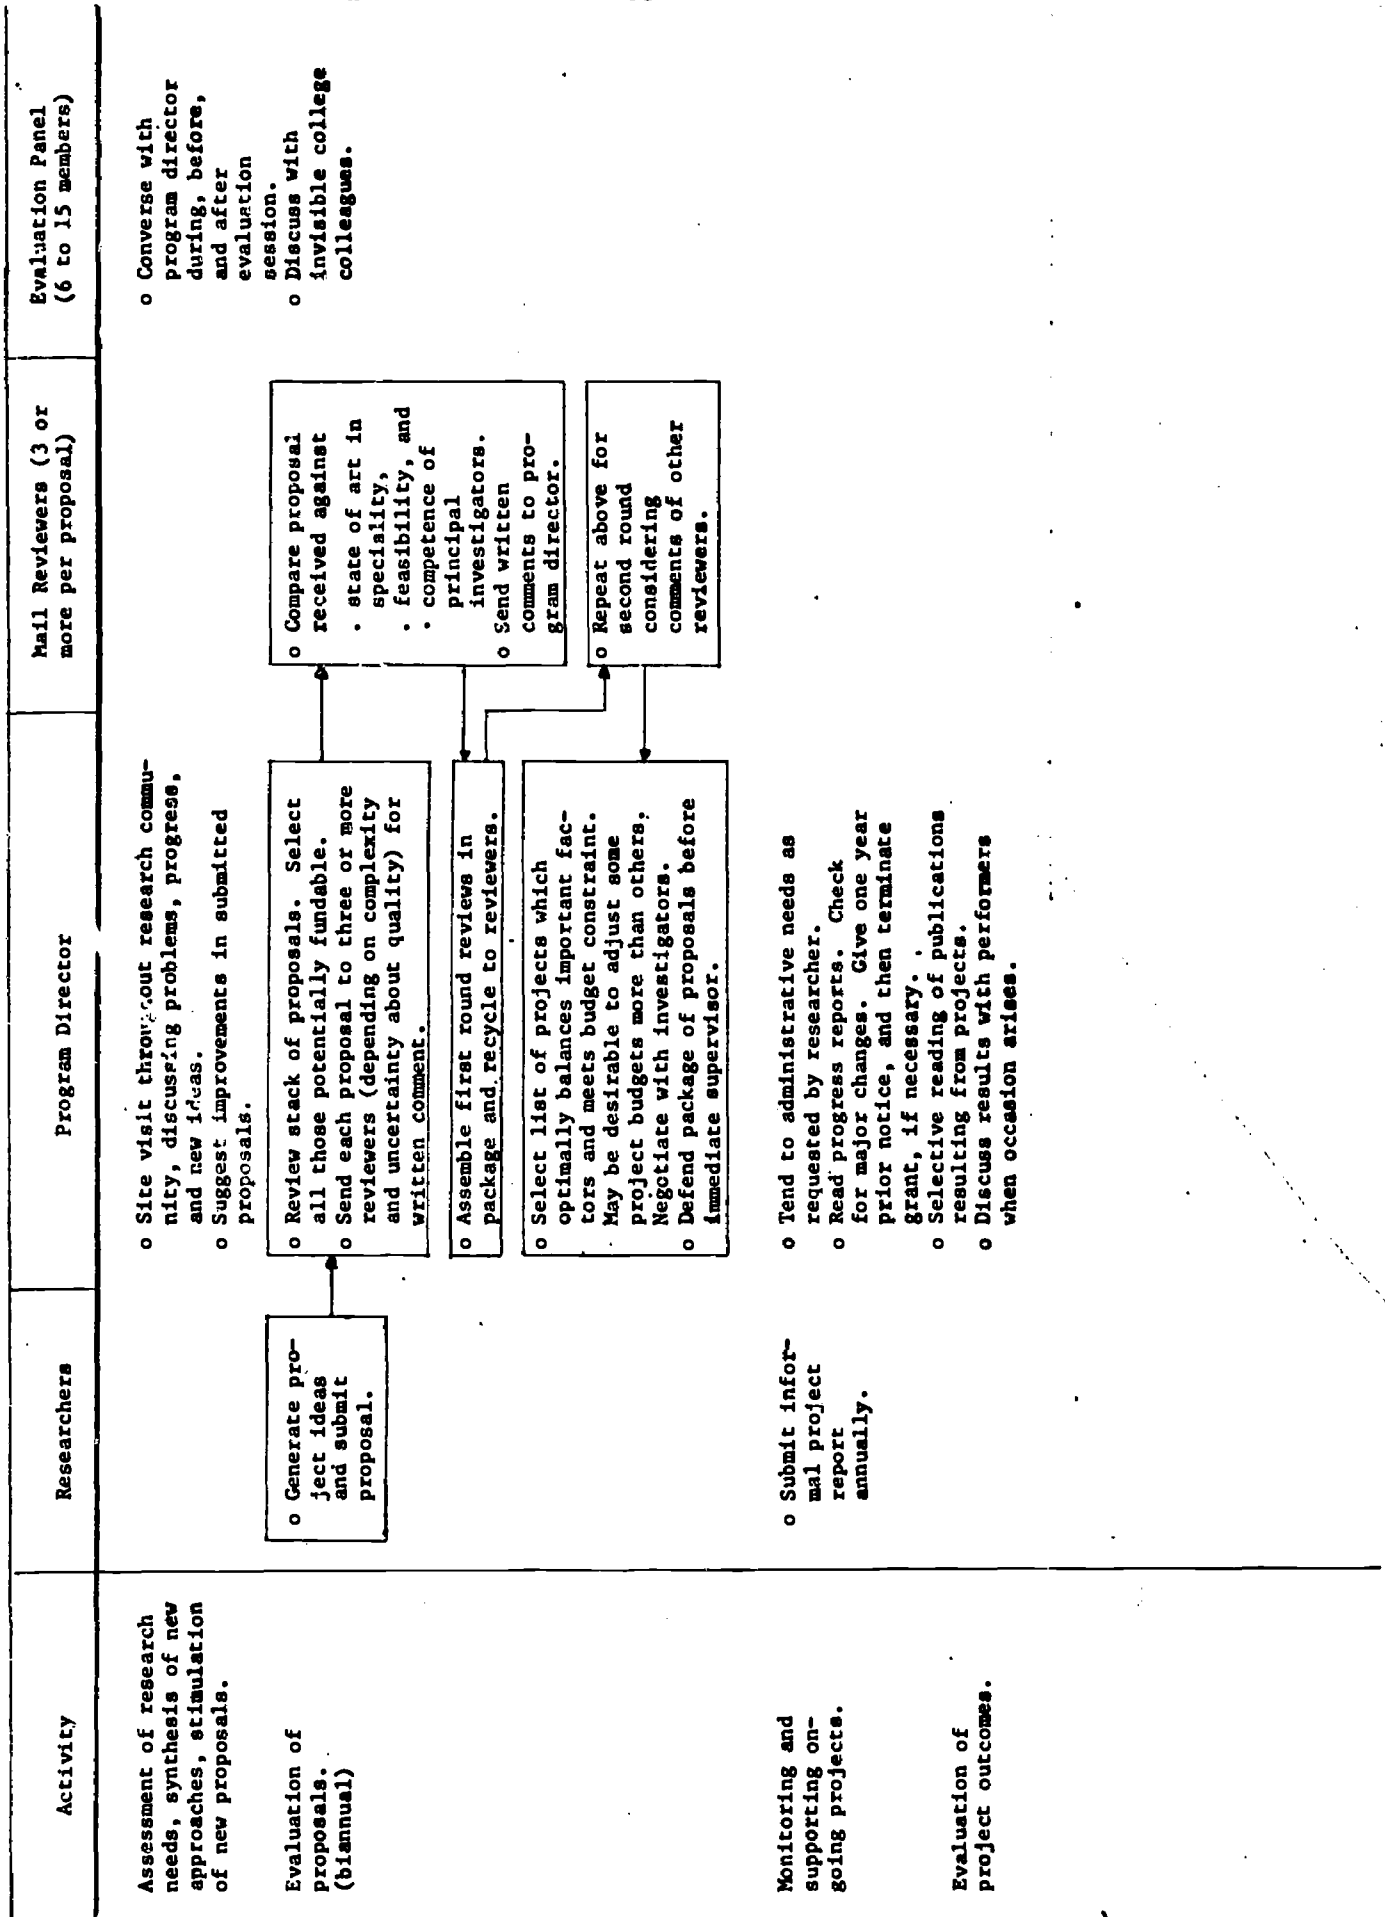 Activity
Researchers
Program Director
Mail Reviewers (3 or
more per proposal)
Evaluation Panel
(6 to 15 members)
Assessment of research
needs, synthesis of new
approaches, stimulation
of new proposals.
o Site visit throughout research commu-
nity, discussing problems, progress,
and new ideas.
o Suggest improvements in submitted
proposals.
o Converse with
program director
during, before,
and after
evaluation
session.
o Discuss with
invisible college
colleagues.
Evaluation of
proposals.
(biannual)
o Generate pro-
ject ideas
and submit
proposal.
o Review stack of proposals. Select
all those potentially fundable.
o Send each proposal to three or more
reviewers (depending on complexity
and uncertainty about quality) for
written comment.
o Compare proposal
received against
. state of art in
speciality,
. feasibility, and
. competence of
principal
investigators.
o Send written
comments to pro-
gram director.
o Assemble first round reviews in
package and recycle to reviewers.
o Repeat above for
second round
considering
comments of other
reviewers.
o Select list of projects which
optimally balances important fac-
tors and meets budget constraint.
May be desirable to adjust some
project budgets more than others.
Negotiate with investigators.
o Defend package of proposals before
immediate supervisor.
Monitoring and
supporting on-
going projects.
o Submit infor-
mal project
report
annually.
o Tend to administrative needs as
requested by researcher.
o Read progress reports. Check
for major changes. Give one year
prior notice, and then terminate
grant, if necessary.
Evaluation of
project outcomes.
o Selective reading of publications
resulting from projects.
o Discuss results with performers
when occasion arises.